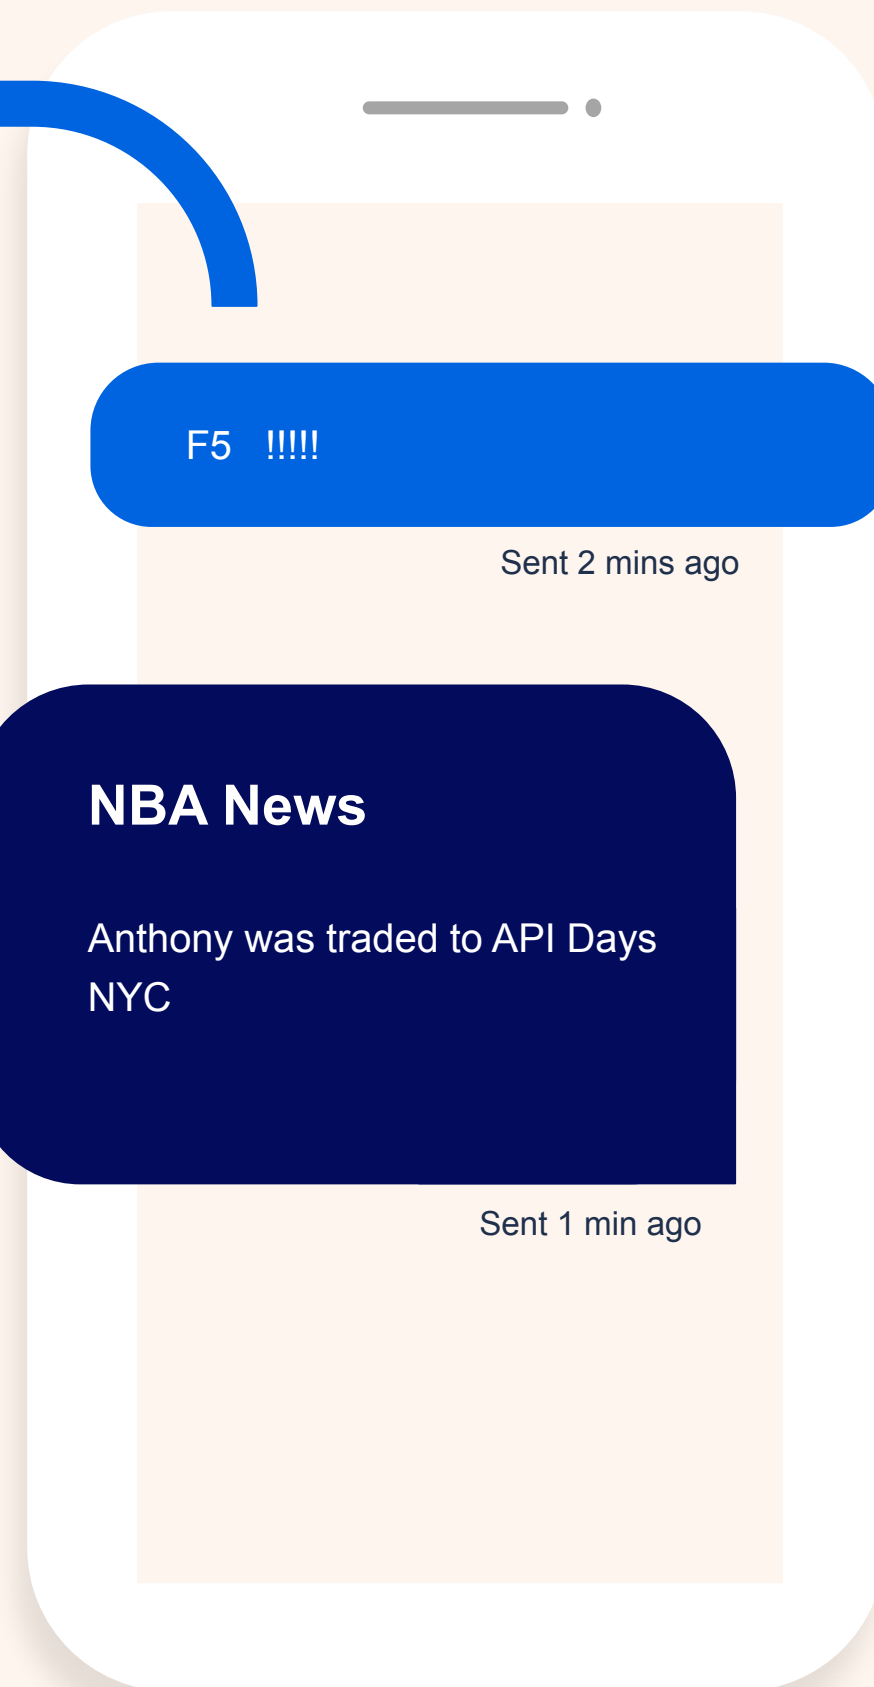 F5 !!!!!
Sent 2 mins ago
NBA News
Anthony was traded to API Days
NYC
Sent 1 min ago